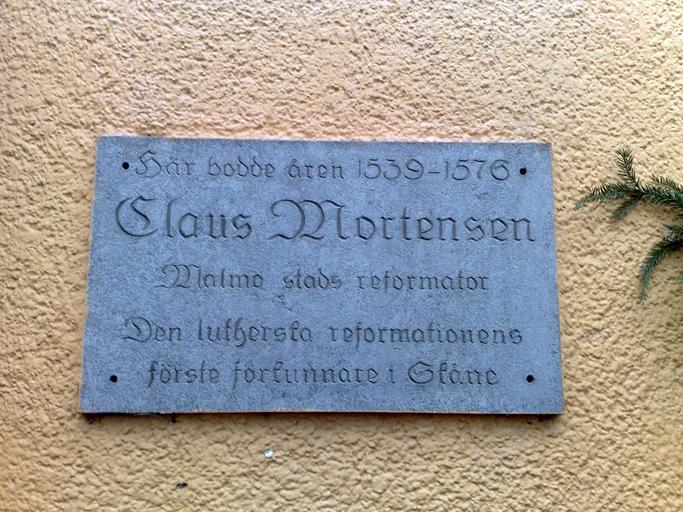 Här bodde åren 1539-1576
Claus Mortensen
Malmö stads reformator
Den lutherska reformationens
förste förkunnare i Skåne